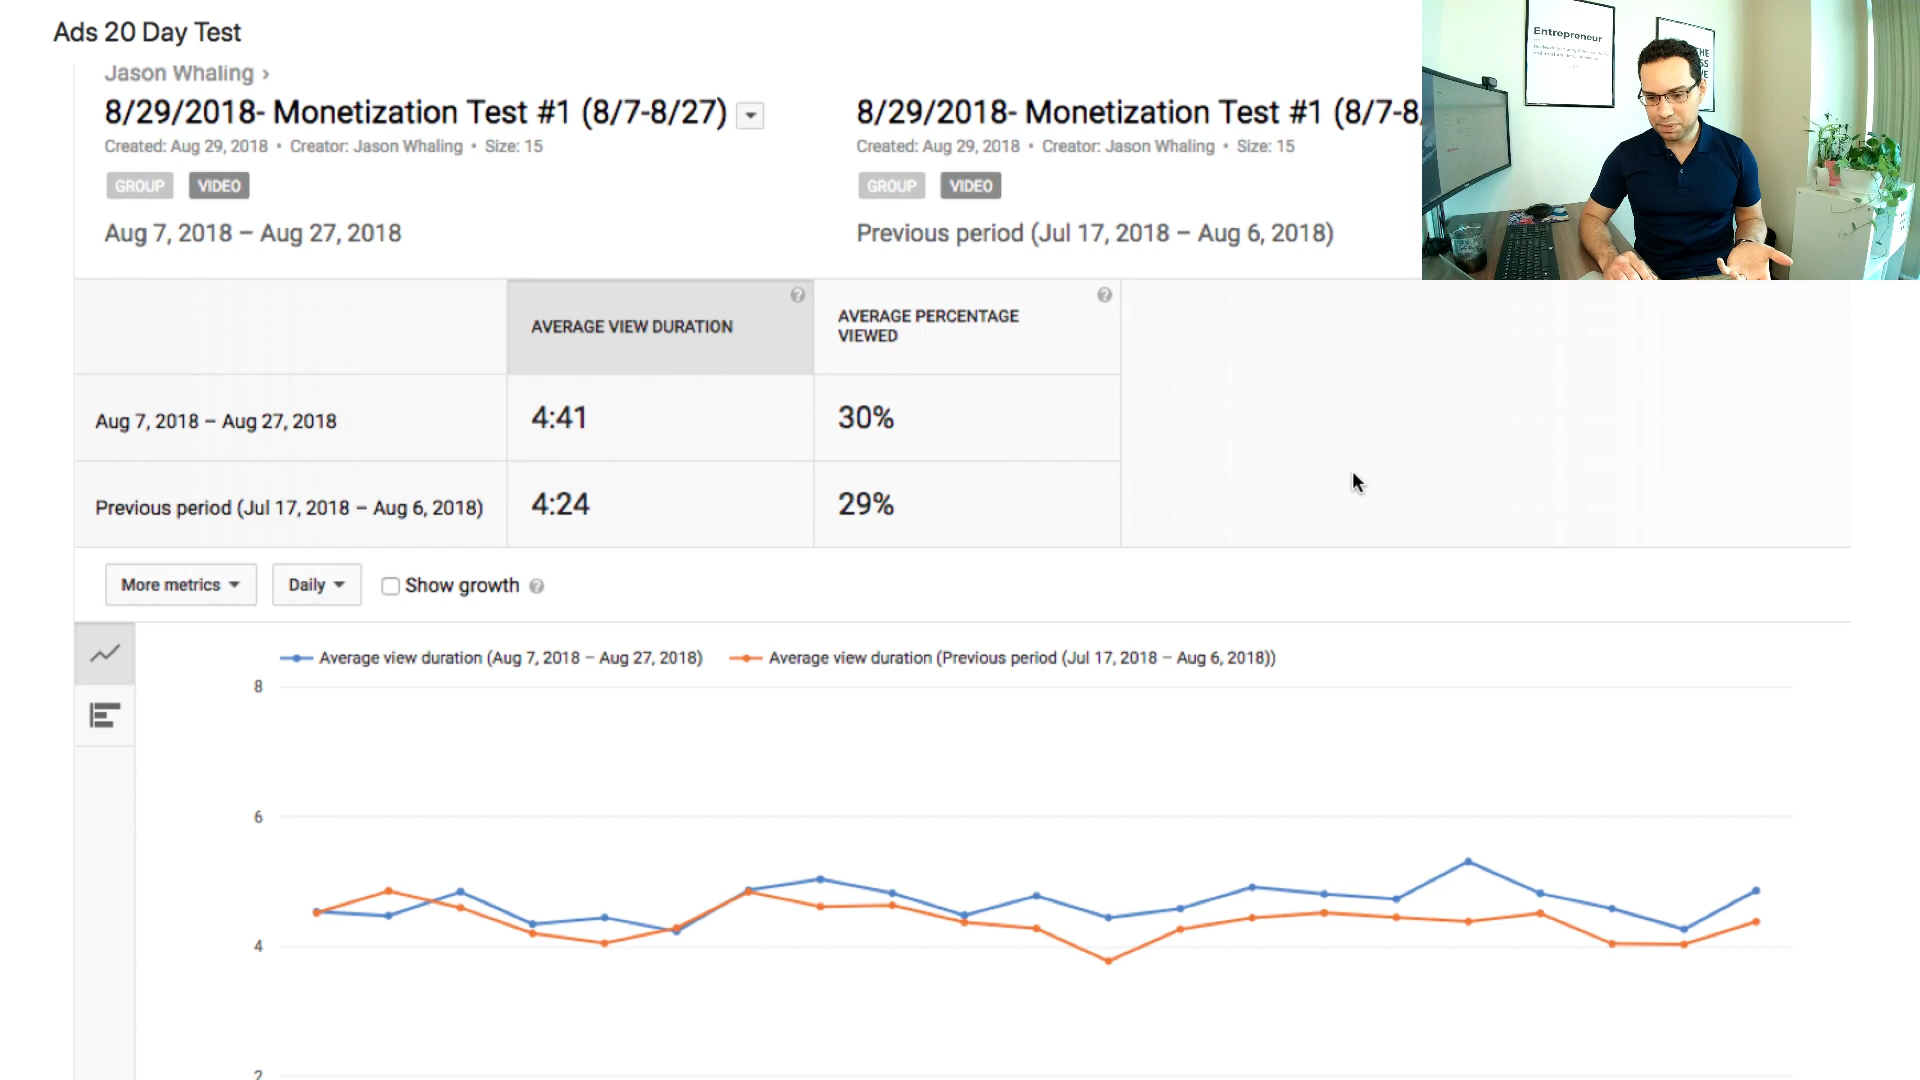 Ads 20 Day Test
Jason Whaling ›
8/29/2018- Monetization Test #1 (8/7-8/27)
Created: Aug 29, 2018 • Creator: Jason Whaling • Size: 15
GROUP VIDEO
Aug 7, 2018 – Aug 27, 2018
8/29/2018- Monetization Test #1 (8/7-8
Created: Aug 29, 2018 • Creator: Jason Whaling • Size: 15
GROUP VIDEO
Previous period (Jul 17, 2018 – Aug 6, 2018)
Entrepreneur
AVERAGE VIEW DURATION
AVERAGE PERCENTAGE
VIEWED
Aug 7, 2018 – Aug 27, 2018 4:41 30%
Previous period (Jul 17, 2018 – Aug 6, 2018) 4:24 29%
More metrics Daily Show growth
Average view duration (Aug 7, 2018 – Aug 27, 2018) Average view duration (Previous period (Jul 17, 2018 – Aug 6, 2018))
8
6
4
2